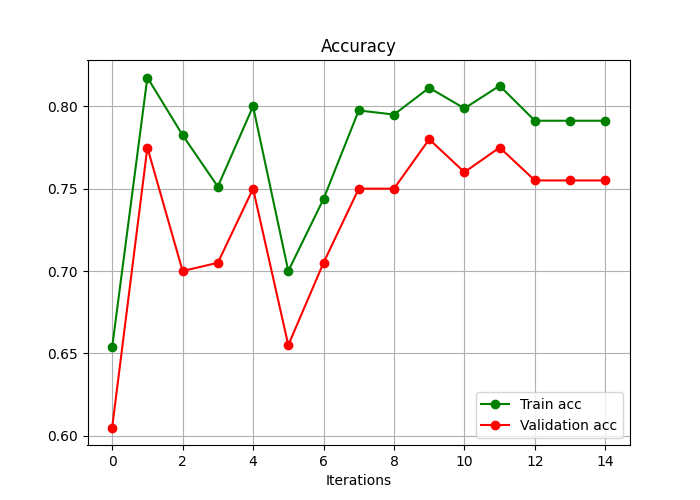 Accuracy
0.80
0.75
0.70
0.65
0.60
Train acc
Validation acc
0 2 4 6 8 10 12 14
Iterations